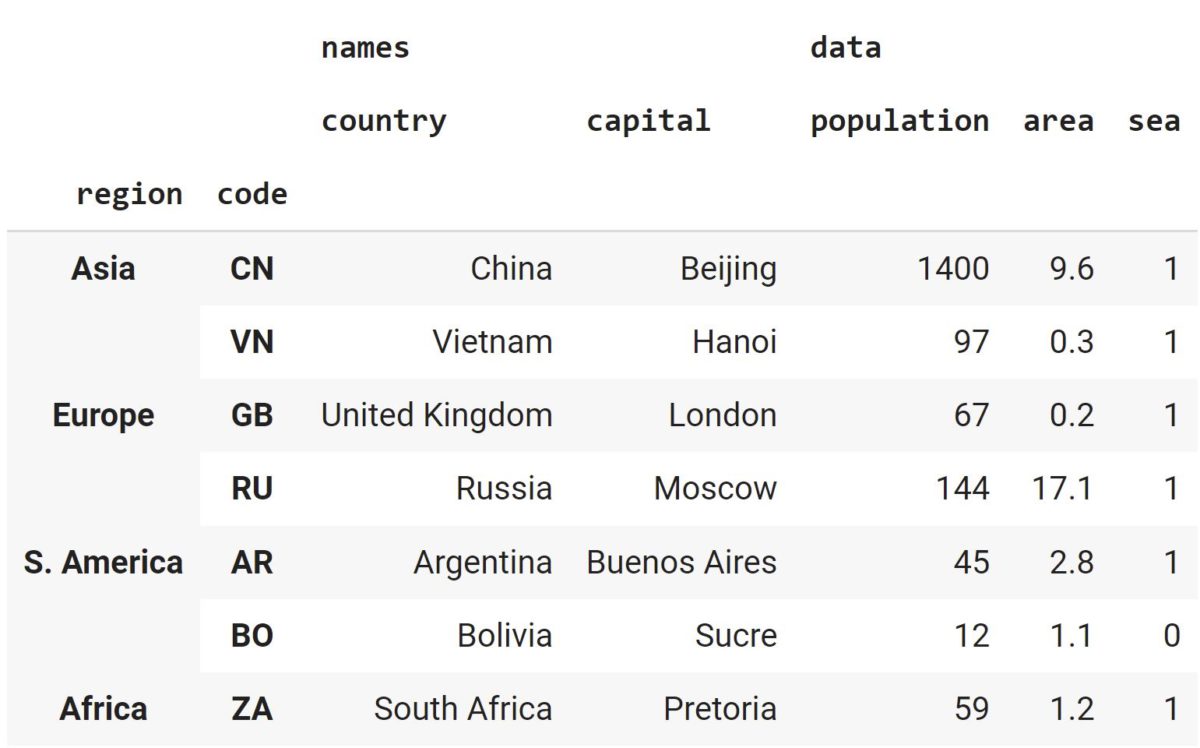 names data
country capital population area sea
region code
Asia CN China Beijing 1400 9.6 1
VN Vietnam Hanoi 97 0.3 1
Europe GB United Kingdom London 67 0.2 1
RU Russia Moscow 144 17.1 1
S. America AR Argentina Buenos Aires 45 2.8 1
BO Bolivia Sucre 12 1.1 0
Africa ZA South Africa Pretoria 59 1.2 1